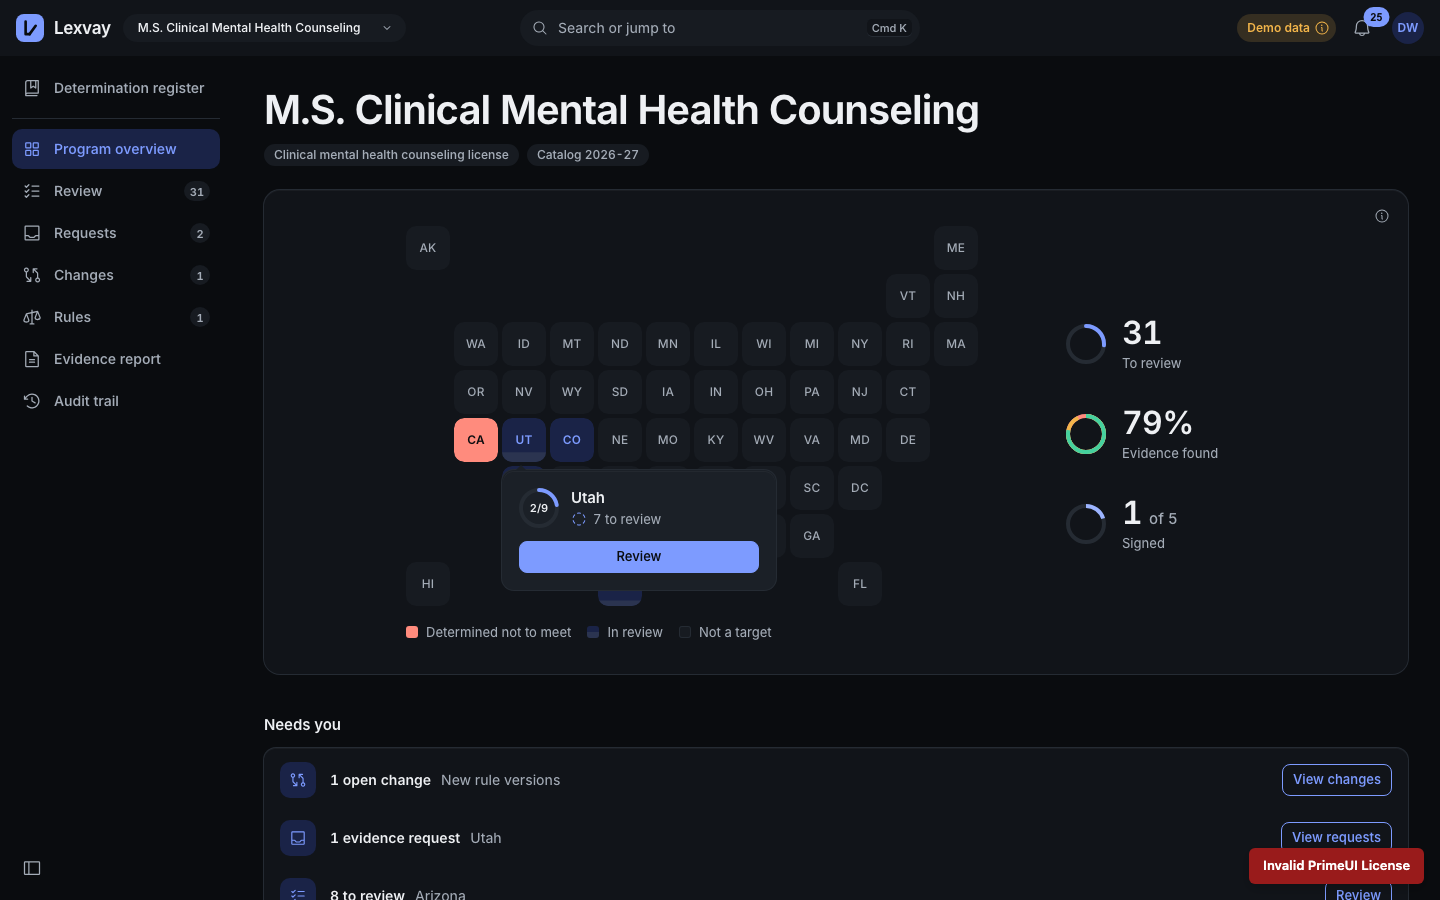 Lexvay
M.S. Clinical Mental Health Counseling
Search or jump to
Cmd K
Demo data
25
DW
Determination register
Program overview
Review 31
Requests 2
Changes 1
Rules 1
Evidence report
Audit trail
M.S. Clinical Mental Health Counseling
Clinical mental health counseling license
Catalog 2026-27
AK ME
VT NH
WA ID MT ND MN IL WI MI NY RI MA
OR NV WY SD IA IN OH PA NJ CT
CA UT CO NE MO KY WV VA MD DE
SC DC
GA
HI FL
Utah
2/9
7 to review
Review
Determined not to meet
In review
Not a target
31
To review
79%
Evidence found
1 of 5
Signed
Needs you
1 open change New rule versions
View changes
1 evidence request Utah
View requests
8 to review Arizona
Review
Invalid PrimeUI License